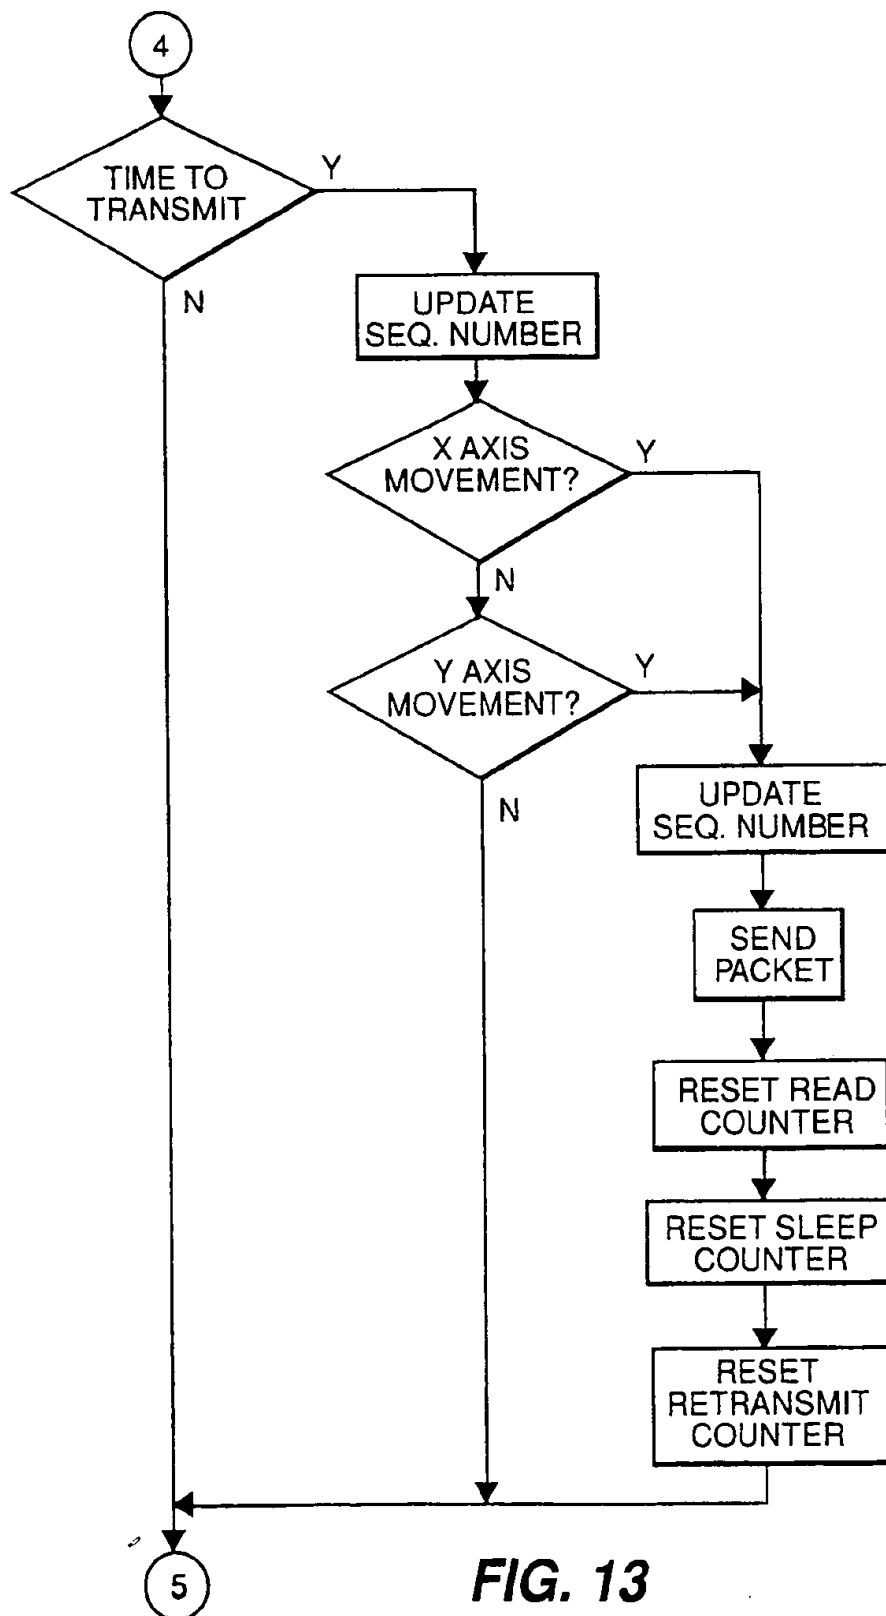 4
TIME TO
TRANSMIT
Y
N
UPDATE
SEQ. NUMBER
X AXIS
MOVEMENT?
Y
N
Y AXIS
MOVEMENT?
Y
N
UPDATE
SEQ. NUMBER
SEND
PACKET
RESET READ
COUNTER
RESET SLEEP
COUNTER
RESET
RETRANSMIT
COUNTER
5
FIG. 13